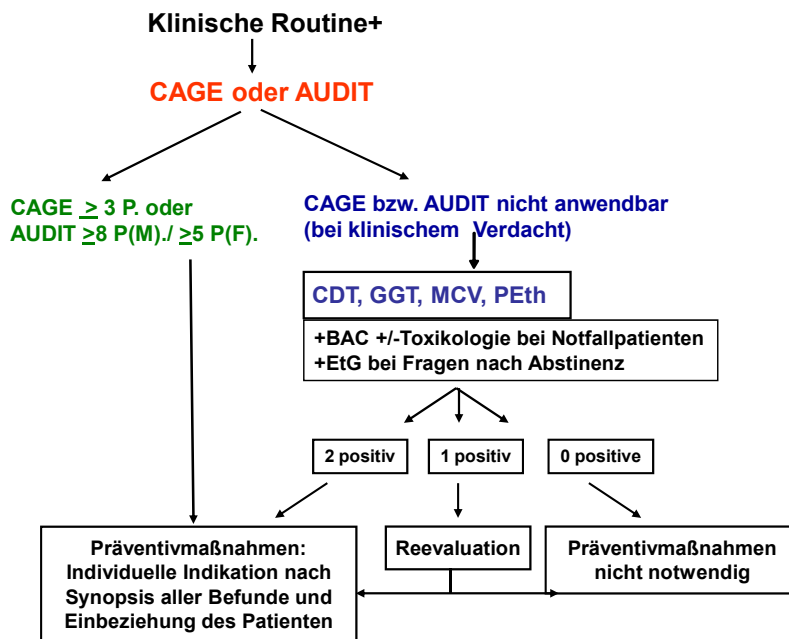 Klinische Routine+
CAGE oder AUDIT
CAGE ≥ 3 P. oder
AUDIT ≥8 P(M)./ ≥5 P(F).
CAGE bzw. AUDIT nicht anwendbar
(bei klinischem Verdacht)
CDT, GGT, MCV, PEth
+BAC +/-Toxikologie bei Notfallpatienten
+EtG bei Fragen nach Abstinenz
2 positiv
1 positiv
0 positive
Präventivmaßnahmen:
Individuelle Indikation nach
Synopsis aller Befunde und
Einbeziehung des Patienten
Reevaluation
Präventivmaßnahmen
nicht notwendig